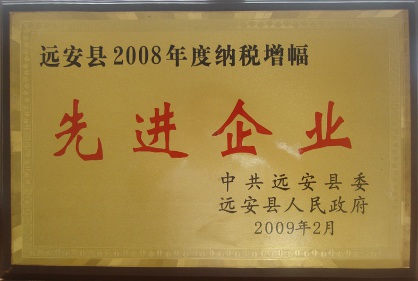 远安县2008年度纳税增幅
先进企业
中共远安县委
远安县人民政府
2009年2月